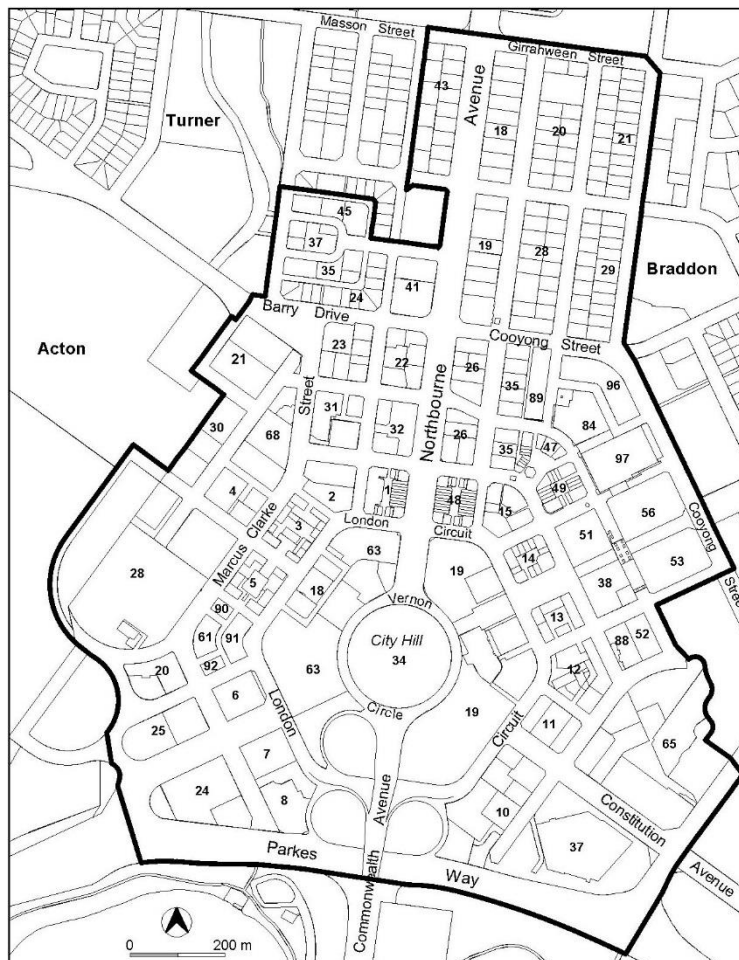 Masson Street
Girrahween Street
43
Avenue
Turner
18
20
21
45
37
19
28
35
41
29
Braddon
24
Barry Drive
Acton
Cooyong Street
21
23
22
26
35
89
96
Street
31
Northbourne
84
30
68
32
26
35
47
97
4
2
1
48
49
15
56
Marcus Clarke
3
London Circuit
51
Cooyong Street
63
14
53
28
5
18
19
38
90
Vernon
13
61
91
City Hill
88
52
92
34
12
20
63
6
Circle
19
11
25
London
Circuit
65
7
24
8
Avenue
10
Constitution
37
Parkes Way
Avenue
Commonwealth
0 200 m